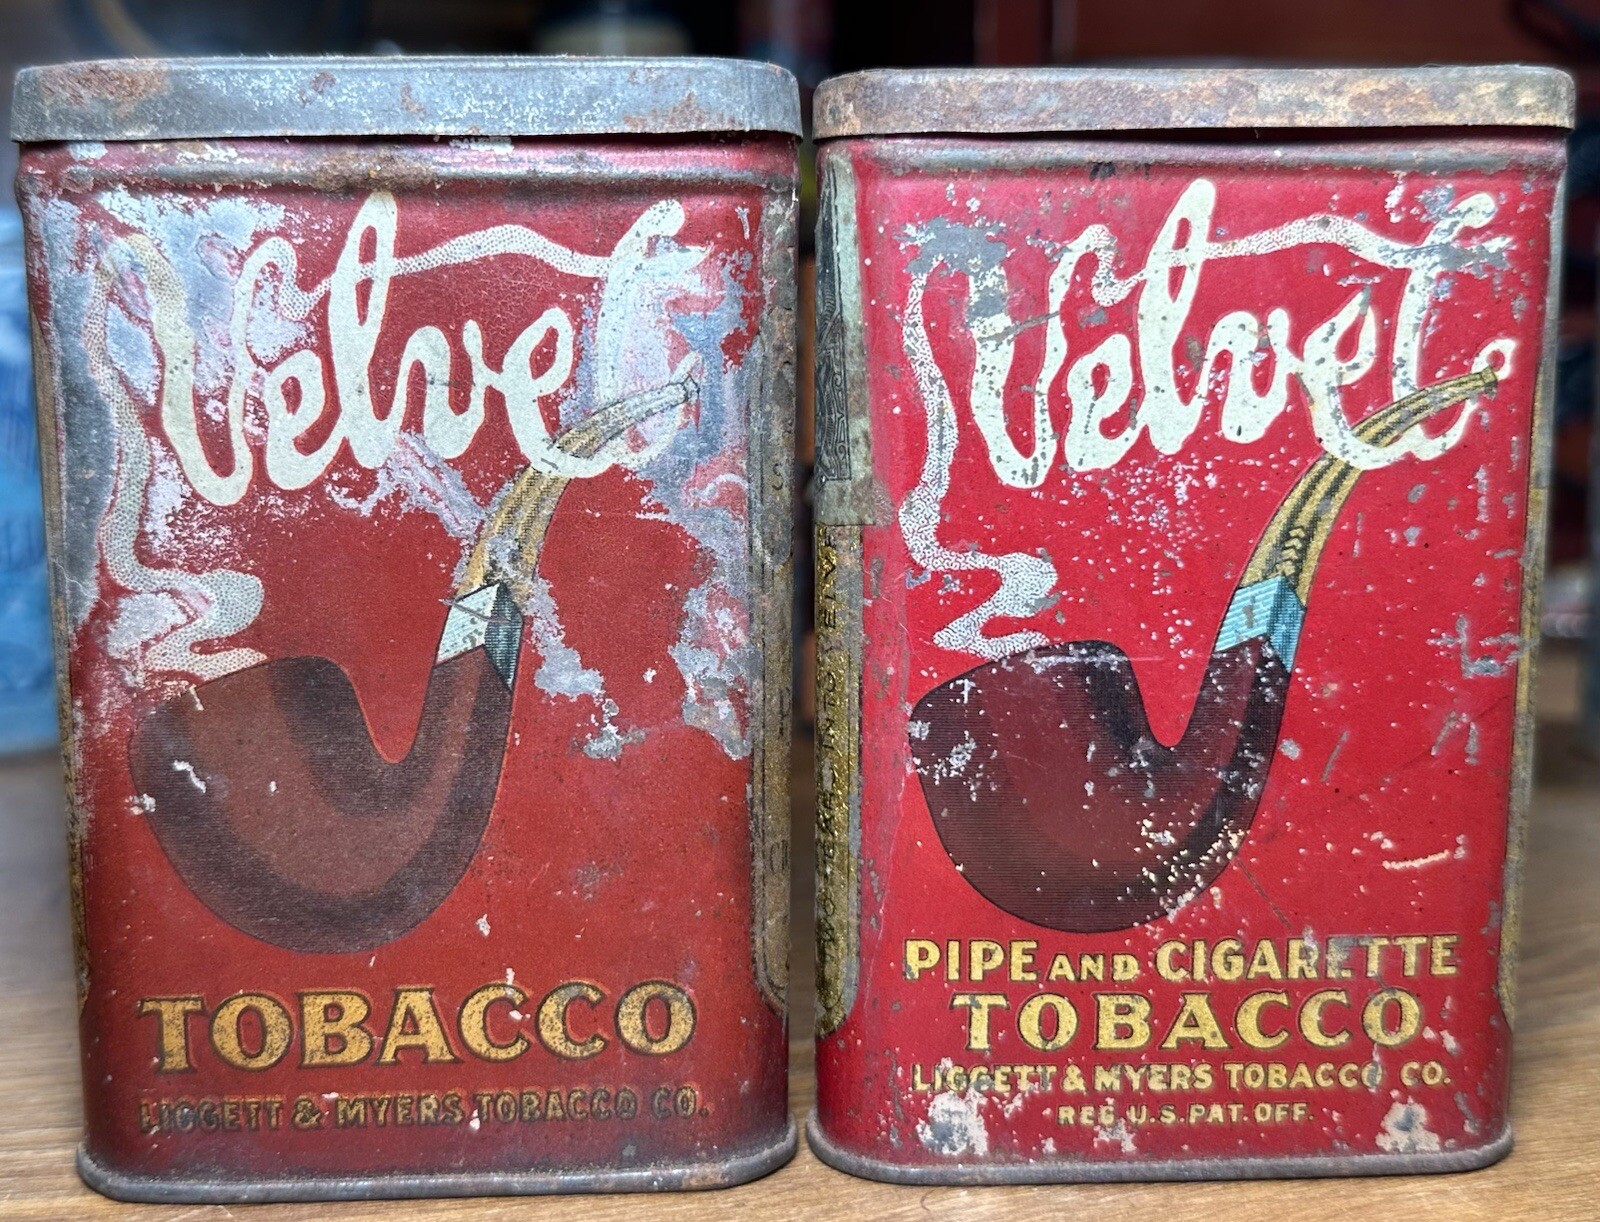 Velvet
TOBACCO
LIGGETT & MYERS TOBACCO CO.
Velvet
PIPE AND CIGARETTE
TOBACCO
LIGGETT & MYERS TOBACCO CO.
REG. U.S. PAT. OFF.